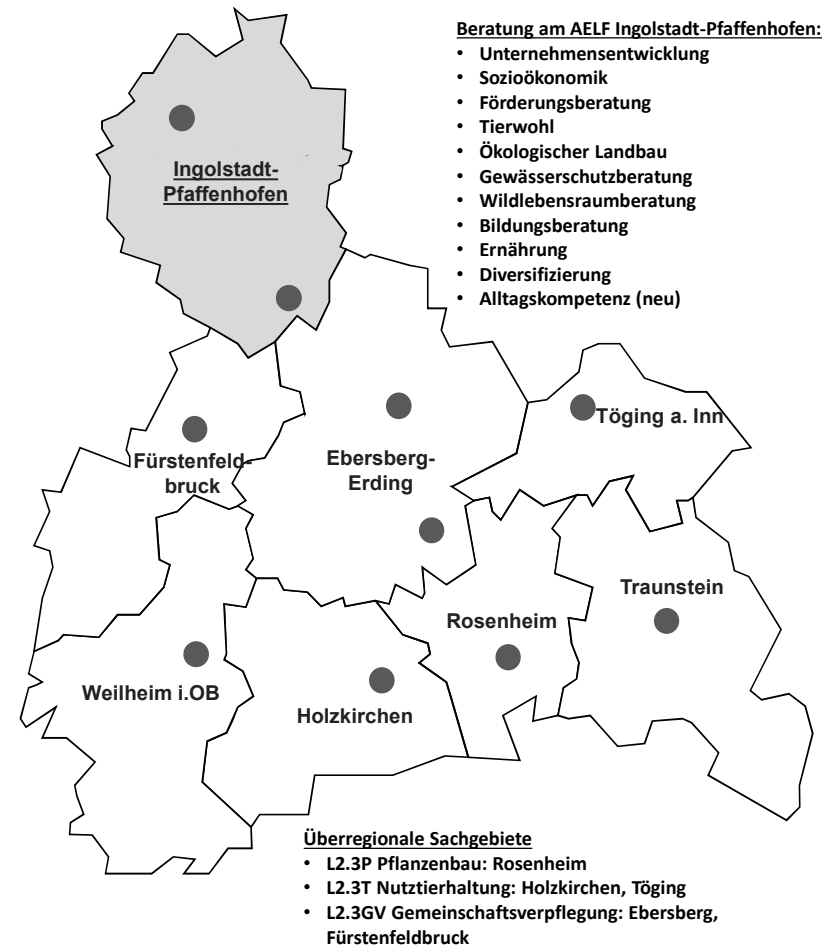 Beratung am AELF Ingolstadt-Pfaffenhofen:
• Unternehmensentwicklung
• Sozioökonomik
• Förderungsberatung
• Tierwohl
• Ökologischer Landbau
• Gewässerschutzberatung
• Wildlebensraumberatung
• Bildungsberatung
• Ernährung
• Diversifizierung
• Alltagskompetenz (neu)
Ingolstadt-
Pfaffenhofen
Töging a. Inn
Fürstenfeld-
bruck
Ebersberg-
Erding
Traunstein
Rosenheim
Weilheim i.OB
Holzkirchen
Überregionale Sachgebiete
• L2.3P Pflanzenbau: Rosenheim
• L2.3T Nutztierhaltung: Holzkirchen, Töging
• L2.3GV Gemeinschaftsverpflegung: Ebersberg,
Fürstenfeldbruck